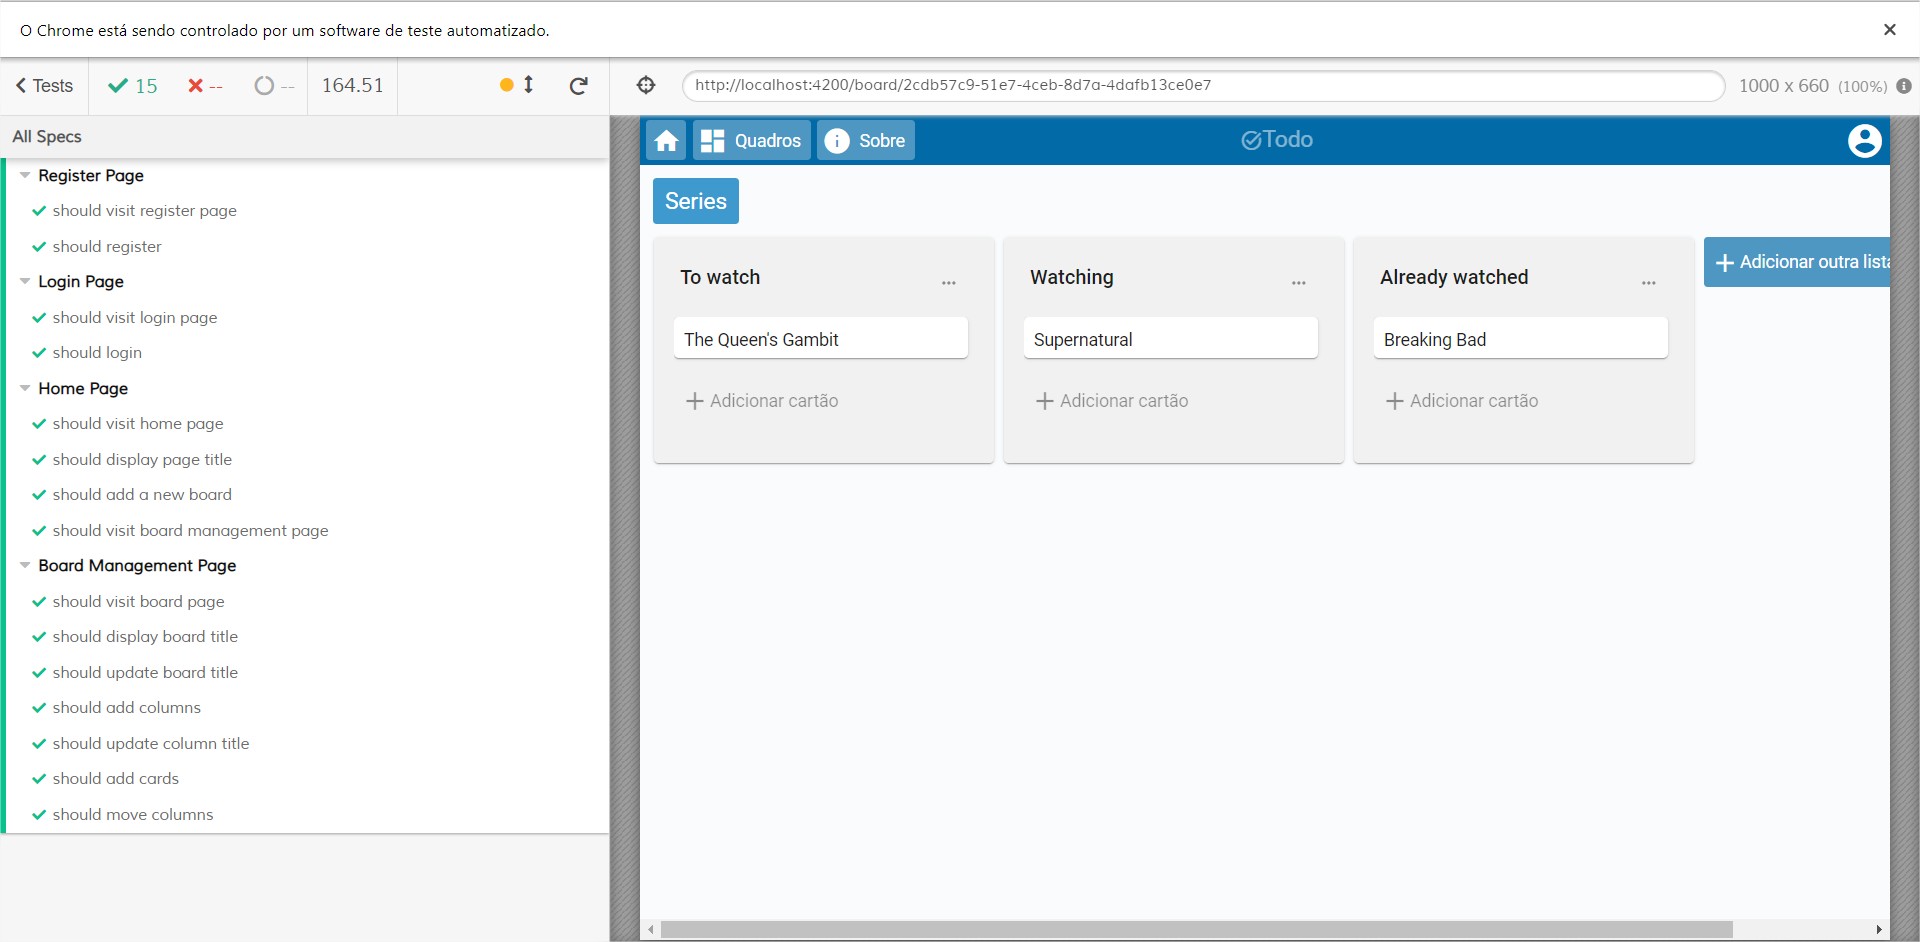 O Chrome está sendo controlado por um software de teste automatizado.
Tests
15
--
--
164.51
http://localhost:4200/board/2cdb57c9-51e7-4ceb-8d7a-4dafb13ce0e7
1000 x 660 (100%)
All Specs
Register Page
should visit register page
should register
Login Page
should visit login page
should login
Home Page
should visit home page
should display page title
should add a new board
should visit board management page
Board Management Page
should visit board page
should display board title
should update board title
should add columns
should update column title
should add cards
should move columns
Quadros
Sobre
Todo
Series
To watch
...
The Queen's Gambit
Adicionar cartão
Watching
...
Supernatural
Adicionar cartão
Already watched
...
Breaking Bad
Adicionar cartão
Adicionar outra lista